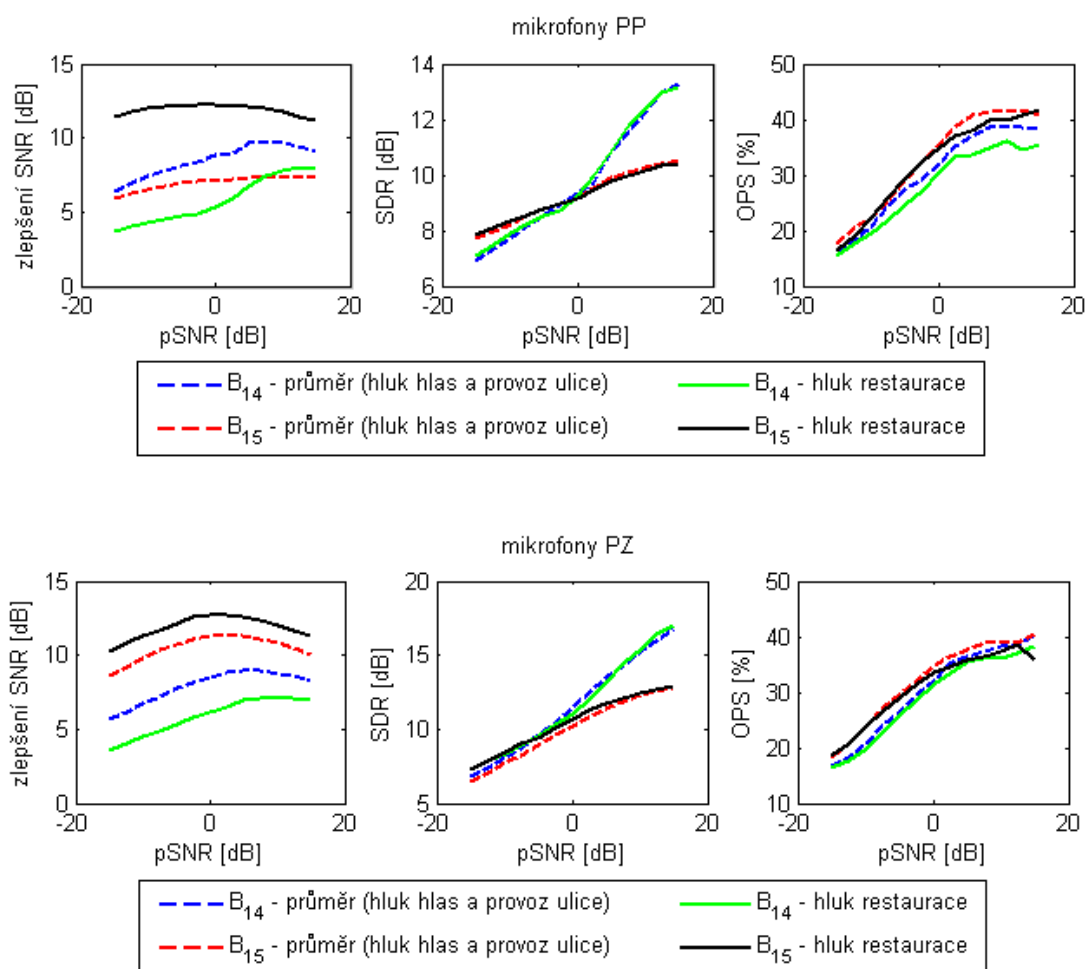 mikrofony PP
zlepšení SNR [dB]
15
10
5
0
-20
0
20
pSNR [dB]
SDR [dB]
14
12
10
8
6
-20
0
20
pSNR [dB]
OPS [%]
50
40
30
20
10
-20
0
20
pSNR [dB]
B14 - průměr (hluk hlas a provoz ulice)
B14 - hluk restaurace
B15 - průměr (hluk hlas a provoz ulice)
B15 - hluk restaurace
mikrofony PZ
zlepšení SNR [dB]
15
10
5
0
-20
0
20
pSNR [dB]
SDR [dB]
20
15
10
5
-20
0
20
pSNR [dB]
OPS [%]
50
40
30
20
10
-20
0
20
pSNR [dB]
B14 - průměr (hluk hlas a provoz ulice)
B14 - hluk restaurace
B15 - průměr (hluk hlas a provoz ulice)
B15 - hluk restaurace